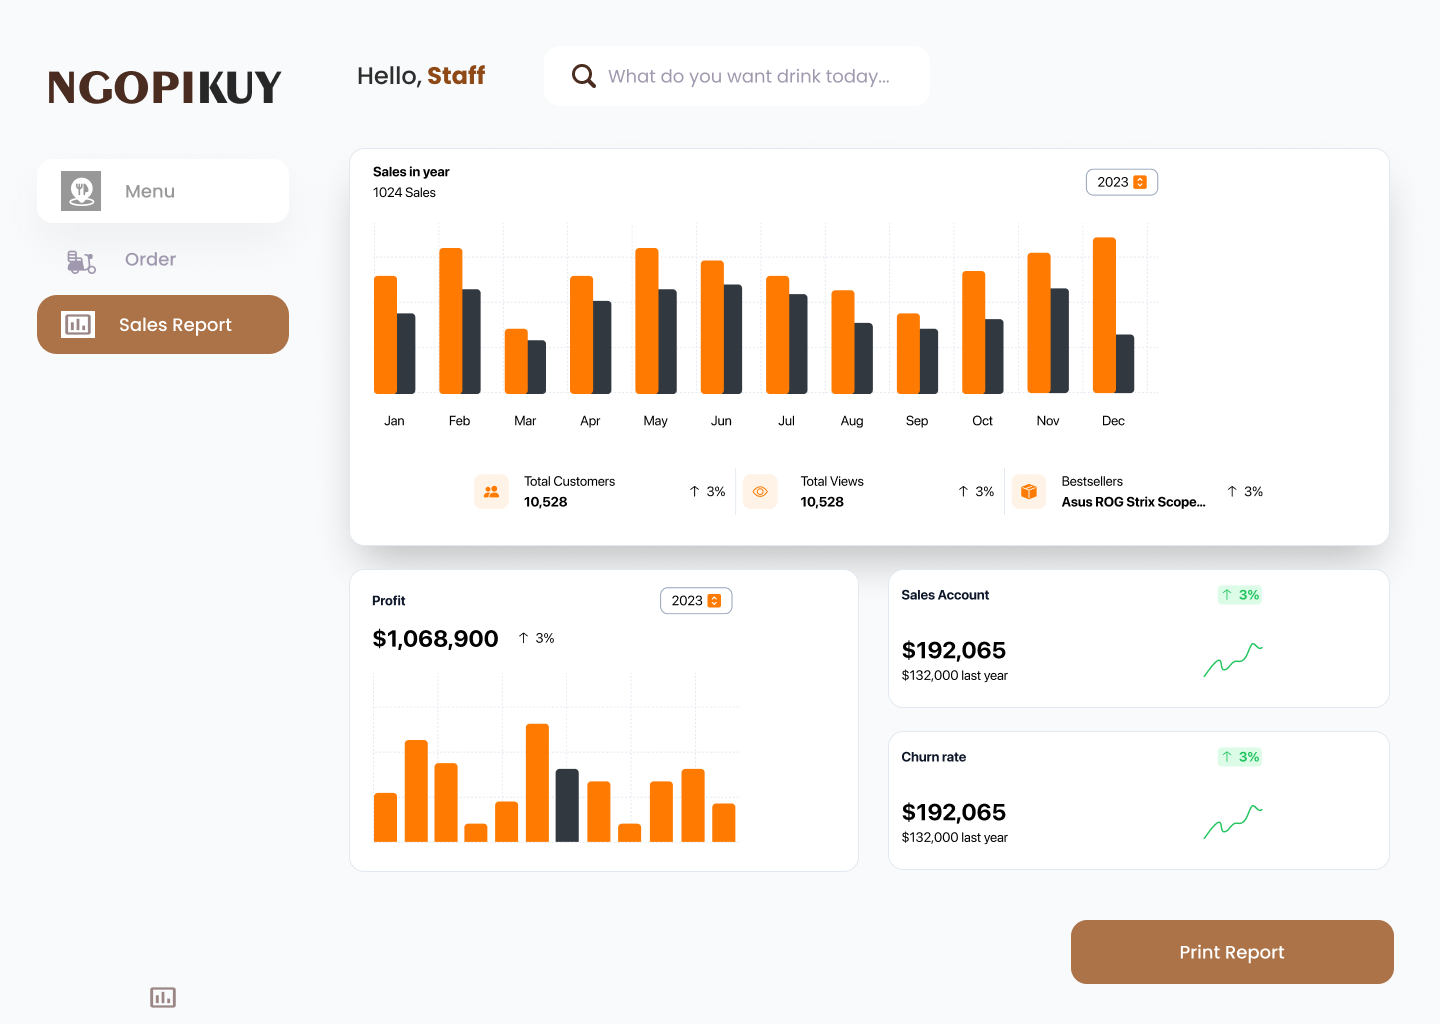 NGOPIKUY
Hello, Staff
What do you want drink today...
Menu
Order
Sales Report
Sales in year
1024 Sales
2023
Jan Feb Mar Apr May Jun Jul Aug Sep Oct Nov Dec
Total Customers
10,528
↑ 3%
Total Views
10,528
↑ 3%
Bestsellers
Asus ROG Strix Scope...
↑ 3%
Profit
2023
$1,068,900 ↑ 3%
Sales Account
↑ 3%
$192,065
$132,000 last year
Churn rate
↑ 3%
$192,065
$132,000 last year
Print Report